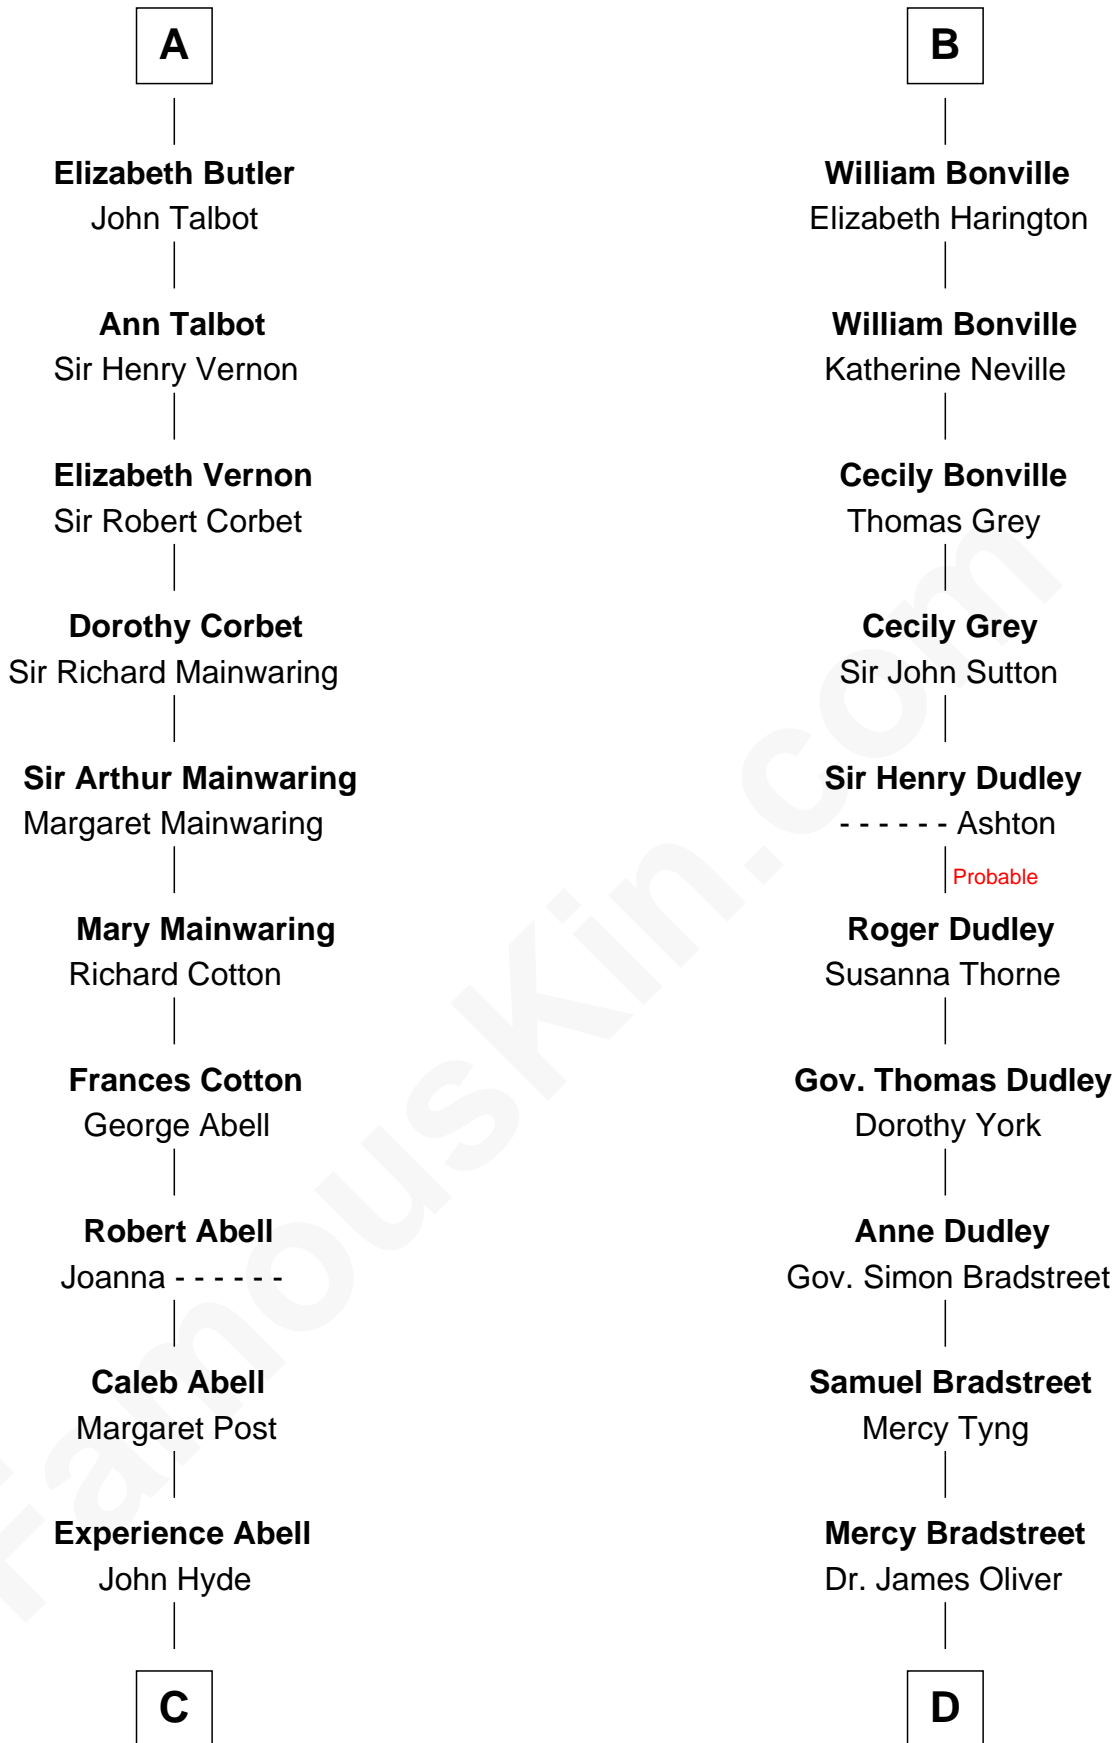 A
Elizabeth Butler
John Talbot
Ann Talbot
Sir Henry Vernon
Elizabeth Vernon
Sir Robert Corbet
Dorothy Corbet
Sir Richard Mainwaring
Sir Arthur Mainwaring
Margaret Mainwaring
Mary Mainwaring
Richard Cotton
Frances Cotton
George Abell
Robert Abell
Joanna - - - - - -
Caleb Abell
Margaret Post
Experience Abell
John Hyde
C
B
William Bonville
Elizabeth Harington
William Bonville
Katherine Neville
Cecily Bonville
Thomas Grey
Cecily Grey
Sir John Sutton
Sir Henry Dudley
- - - - - - Ashton
Probable
Roger Dudley
Susanna Thorne
Gov. Thomas Dudley
Dorothy York
Anne Dudley
Gov. Simon Bradstreet
Samuel Bradstreet
Mercy Tyng
Mercy Bradstreet
Dr. James Oliver
D
FamousKin.com